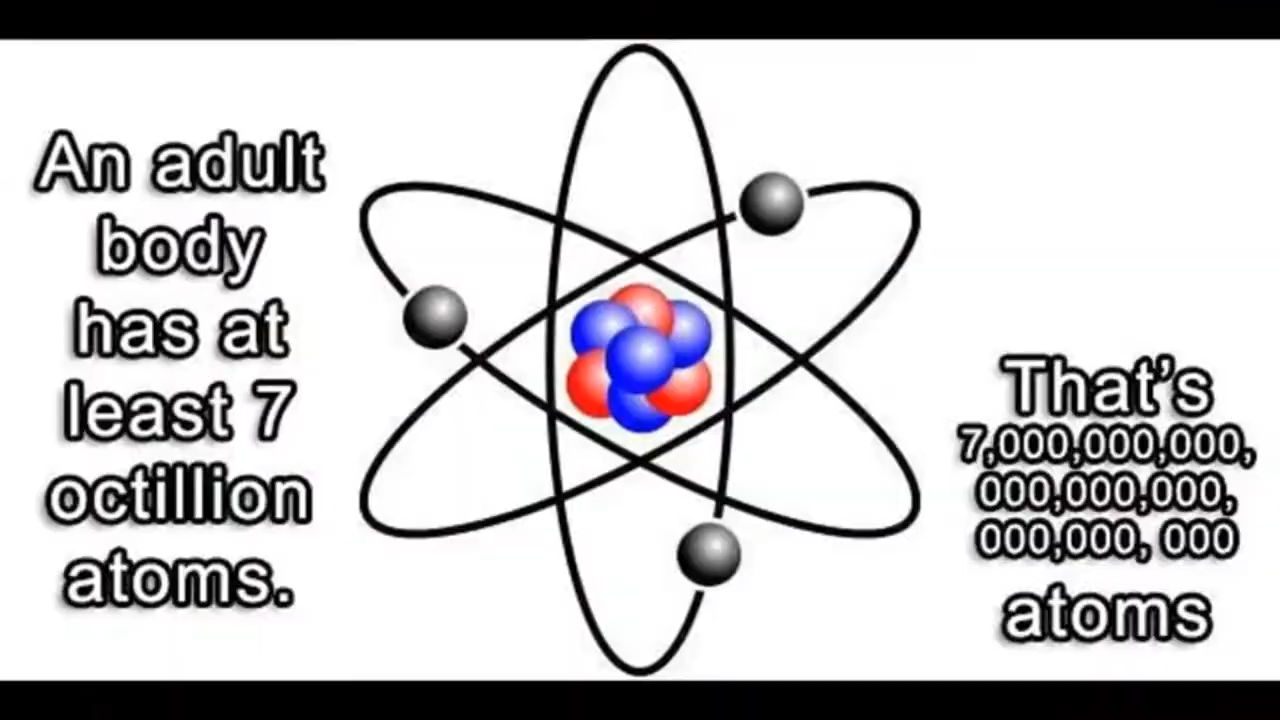 An adult
body
has at
least 7
octillion
atoms.
That's
7,000,000,000,
000,000,000,
000,000, 000
atoms